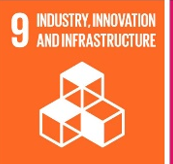 9 INDUSTRY, INNOVATION
AND INFRASTRUCTURE